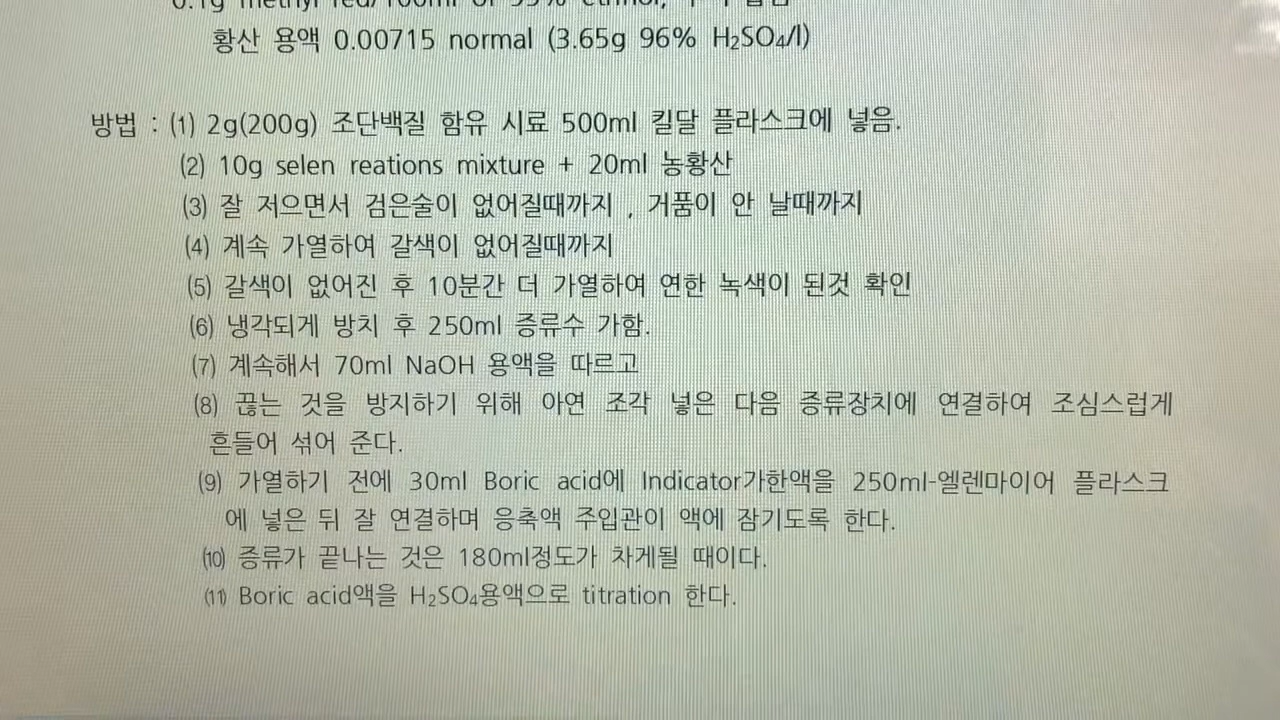 0.1g methyl red/100ml of 95% ethnol,
황산 용액 0.00715 normal (3.65g 96% H₂SO₄/l)
방법 : (1) 2g(200g) 조단백질 함유 시료 500ml 킬달 플라스크에 넣음.
(2) 10g selen reations mixture + 20ml 농황산
(3) 잘 저으면서 검은술이 없어질때까지 , 거품이 안 날때까지
(4) 계속 가열하여 갈색이 없어질때까지
(5) 갈색이 없어진 후 10분간 더 가열하여 연한 녹색이 된것 확인
(6) 냉각되게 방치 후 250ml 증류수 가함.
(7) 계속해서 70ml NaOH 용액을 따르고
(8) 끊는 것을 방지하기 위해 아연 조각 넣은 다음 증류장치에 연결하여 조심스럽게
흔들어 섞어 준다.
(9) 가열하기 전에 30ml Boric acid에 Indicator가한액을 250ml-엘렌마이어 플라스크
에 넣은 뒤 잘 연결하며 응축액 주입관이 액에 잠기도록 한다.
(10) 증류가 끝나는 것은 180ml정도가 차게될 때이다.
(11) Boric acid액을 H₂SO₄용액으로 titration 한다.